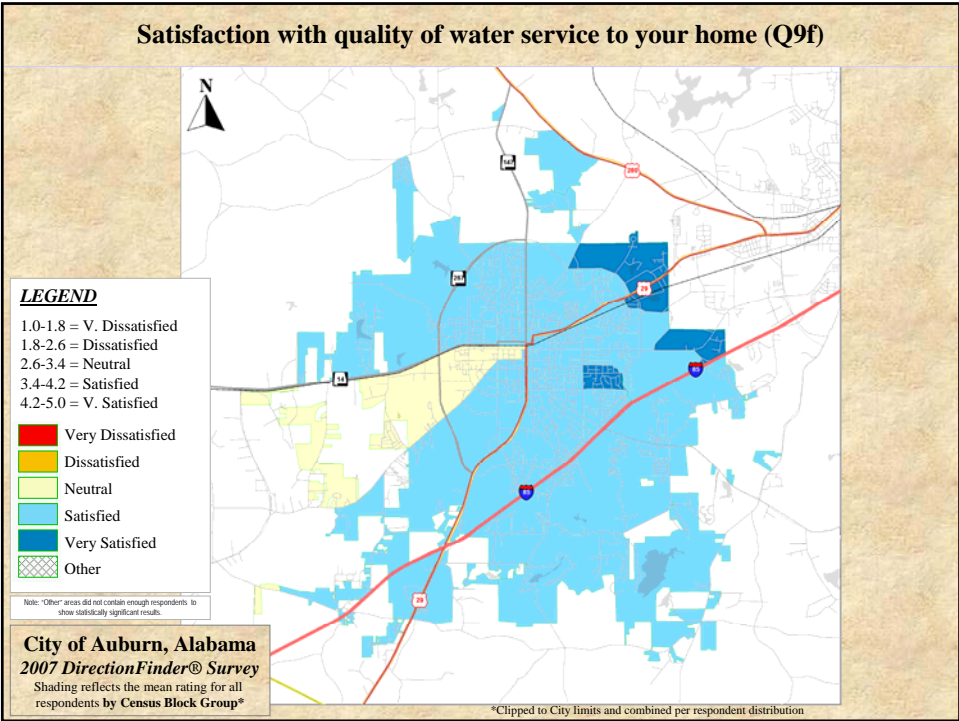 Satisfaction with quality of water service to your home (Q9f)
N
147
280
267
29
14
85
85
29
LEGEND
1.0-1.8 = V. Dissatisfied
1.8-2.6 = Dissatisfied
2.6-3.4 = Neutral
3.4-4.2 = Satisfied
4.2-5.0 = V. Satisfied
Very Dissatisfied
Dissatisfied
Neutral
Satisfied
Very Satisfied
Other
Note: "Other" areas did not contain enough respondents to
show statistically significant results.
City of Auburn, Alabama
2007 DirectionFinder® Survey
Shading reflects the mean rating for all
respondents by Census Block Group*
*Clipped to City limits and combined per respondent distribution